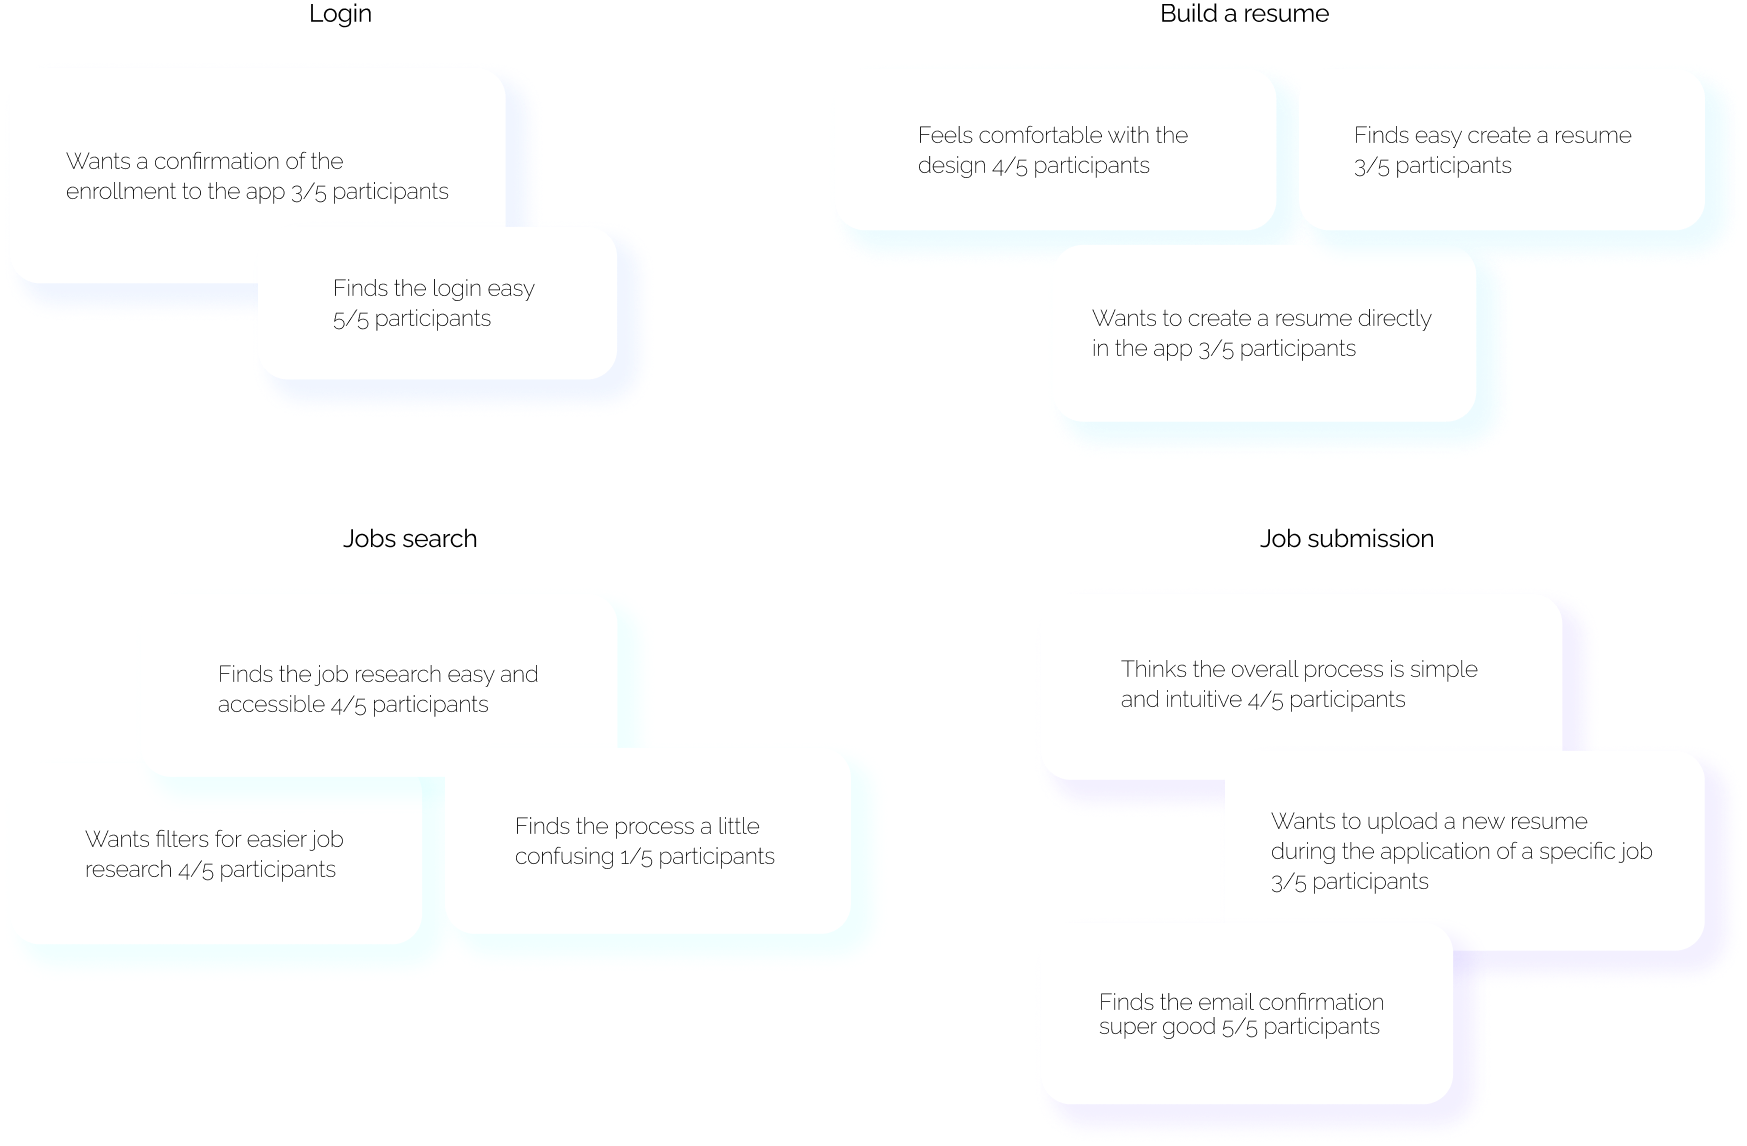 Login
Wants a confirmation of the
enrollment to the app 3/5 participants
Finds the login easy
5/5 participants
Build a resume
Feels comfortable with the
design 4/5 participants
Finds easy create a resume
3/5 participants
Wants to create a resume directly
in the app 3/5 participants
Jobs search
Finds the job research easy and
accessible 4/5 participants
Wants filters for easier job
research 4/5 participants
Finds the process a little
confusing 1/5 participants
Job submission
Thinks the overall process is simple
and intuitive 4/5 participants
Wants to upload a new resume
during the application of a specific job
3/5 participants
Finds the email confirmation
super good 5/5 participants